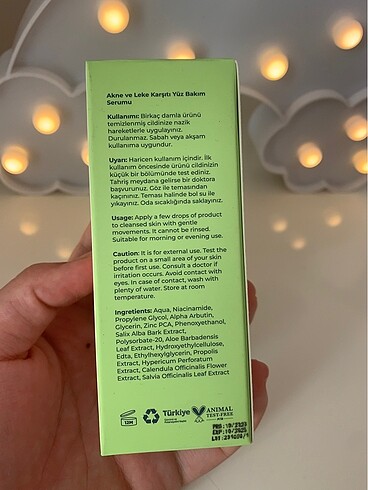 Akne ve Leke Karşıtı Yüz Bakım
Serumu
Kullanımı: Birkaç damla ürünü
temizlenmiş cildinize nazik
hareketlerle uygulayınız.
Durulanmaz. Sabah veya akşam
kullanıma uygundur.
Uyarı: Haricen kullanım içindir. İlk
kullanım öncesinde ürünü cildinizin
küçük bir bölümünde test ediniz.
Tahriş meydana gelirse bir doktora
başvurunuz. Göz ile temasından
kaçınınız. Teması halinde bol su ile
yıkayınız. Oda sıcaklığında saklayınız.
Usage: Apply a few drops of product
to cleansed skin with gentle
movements. It cannot be rinsed.
Suitable for morning or evening use.
Caution: It is for external use. Test the
product on a small area of your skin
before first use. Consult a doctor if
irritation occurs. Avoid contact with
eyes. In case of contact, wash with
plenty of water. Store at room
temperature.
Ingredients: Aqua, Niacinamide,
Propylene Glycol, Alpha Arbutin,
Glycerin, Zinc PCA, Phenoxyethanol,
Salix Alba Bark Extract,
Polysorbate-20, Aloe Barbadensis
Leaf Extract, Hydroxyethylcellulose,
Edta, Ethylhexylglycerin, Propolis
Extract, Hypericum Perforatum
Extract, Calendula Officinalis Flower
Extract, Salvia Officinalis Leaf Extract
12M
Türkiye
ANIMAL
TEST-FREE
EXP:10/2025